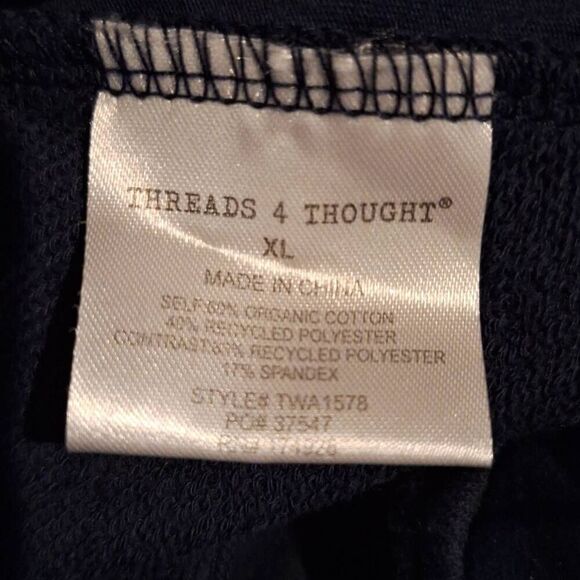 THREADS 4 THOUGHT®
XL
MADE IN CHINA
SELF:60% ORGANIC COTTON
40% RECYCLED POLYESTER
CONTRAST:83% RECYCLED POLYESTER
17% SPANDEX
STYLE# TWA1578
PO# 37547
RN#